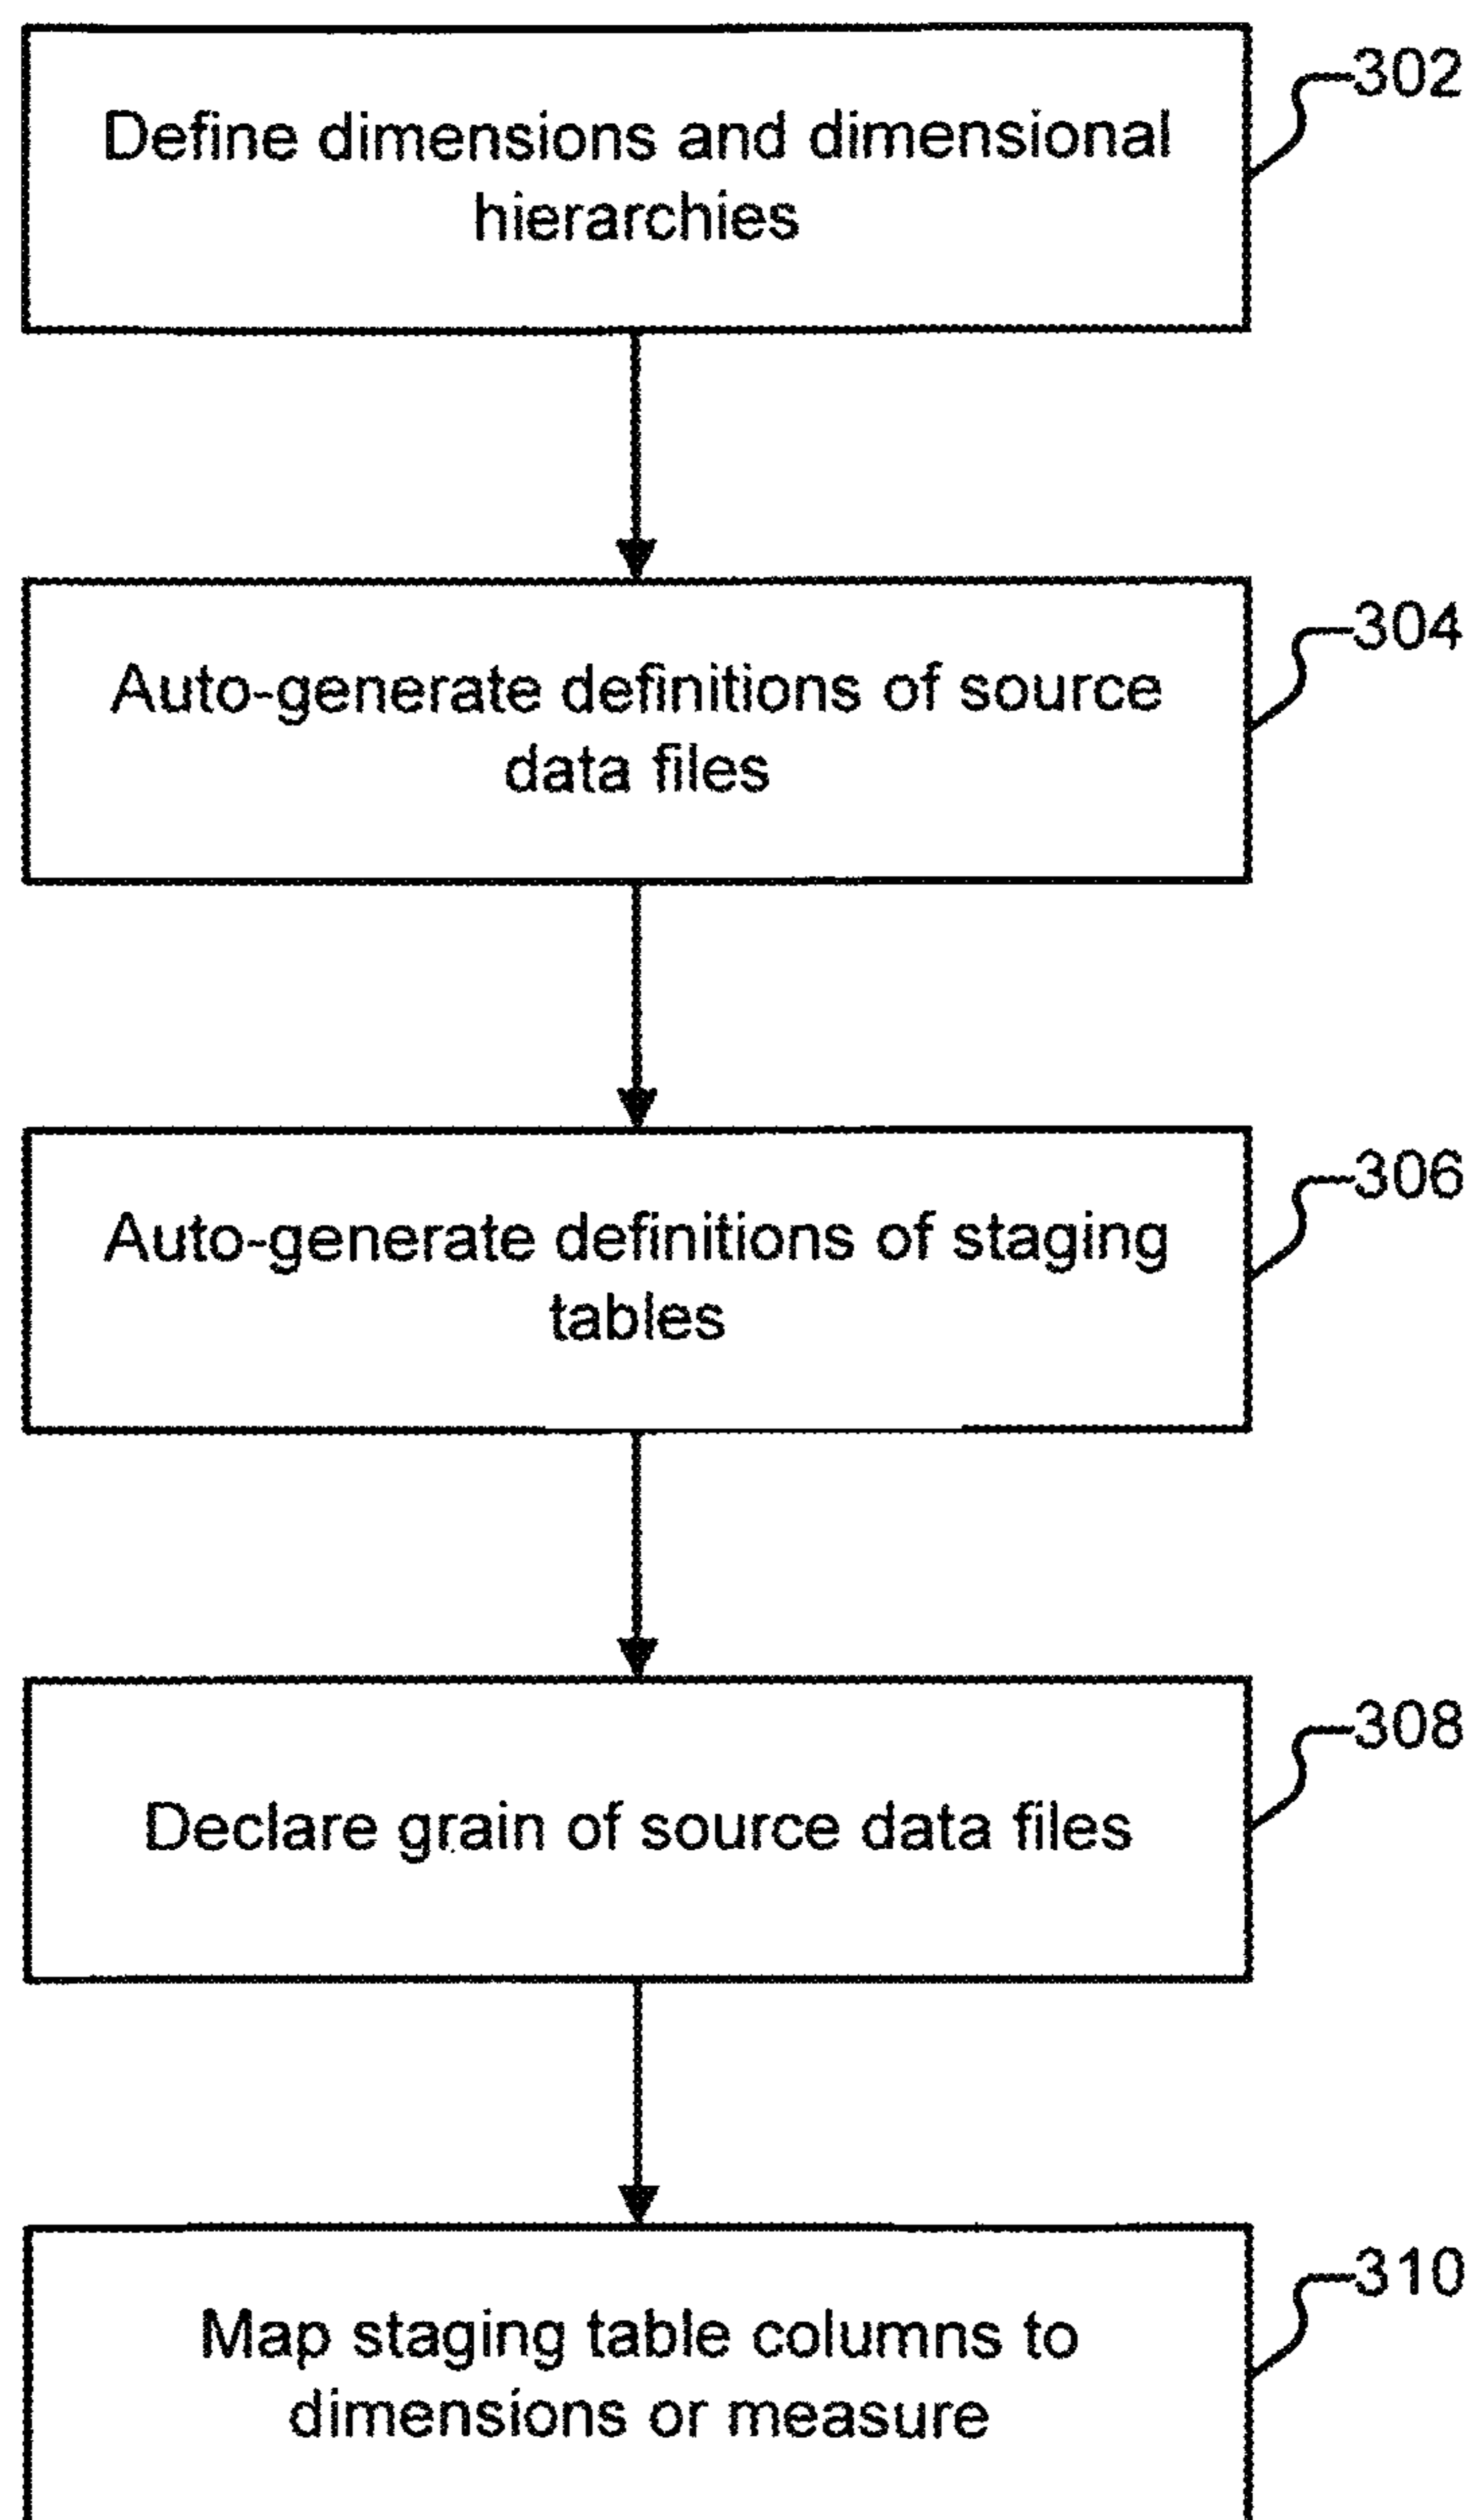 302
Define dimensions and dimensional
hierarchies
304
Auto-generate definitions of source
data files
306
Auto-generate definitions of staging
tables
308
Declare grain of source data files
310
Map staging table columns to
dimensions or measure